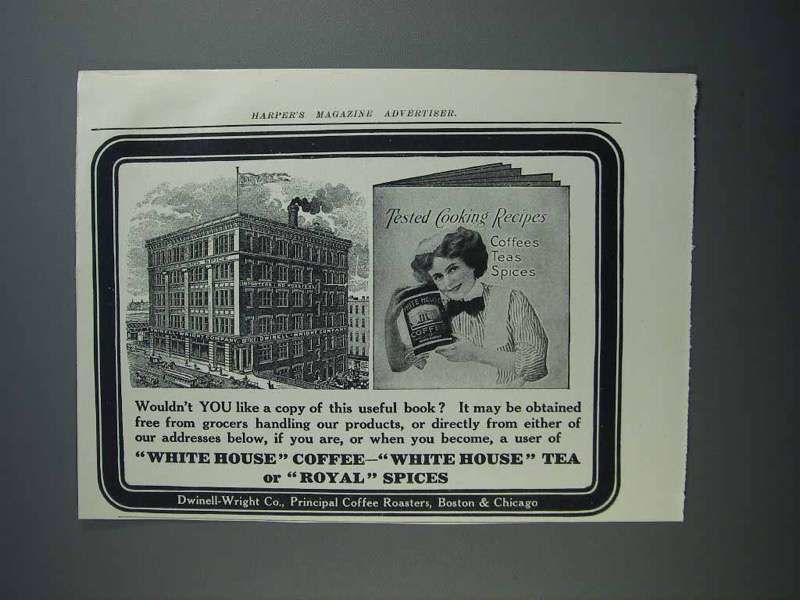 HARPER'S MAGAZINE ADVERTISER.
Tested Cooking Recipes
Coffees
Teas
Spices
WHITE HOUSE
COFFEE
DWINELL-WRIGHT COMPANY
Wouldn't YOU like a copy of this useful book? It may be obtained
free from grocers handling our products, or directly from either of
our addresses below, if you are, or when you become, a user of
"WHITE HOUSE" COFFEE—"WHITE HOUSE" TEA
or "ROYAL" SPICES
Dwinell-Wright Co., Principal Coffee Roasters, Boston & Chicago